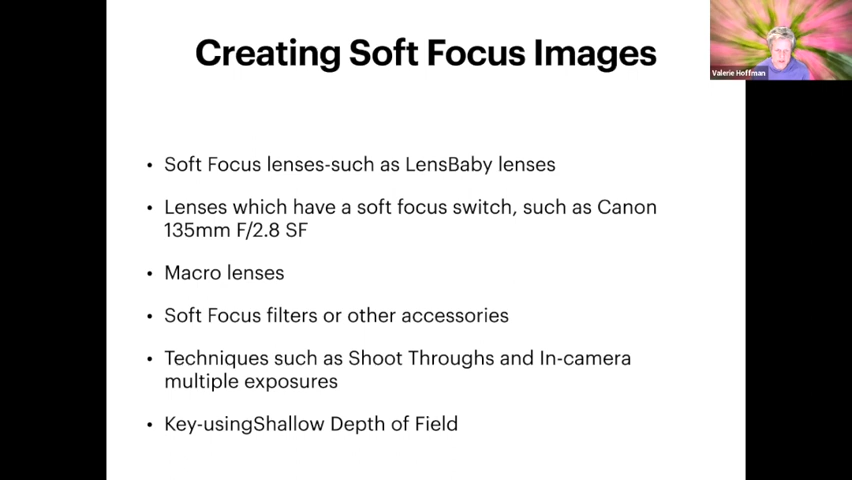 Creating Soft Focus Images
Valerie Hoffman
• Soft Focus lenses-such as LensBaby lenses
• Lenses which have a soft focus switch, such as Canon
135mm F/2.8 SF
• Macro lenses
• Soft Focus filters or other accessories
• Techniques such as Shoot Throughs and In-camera
multiple exposures
• Key-usingShallow Depth of Field